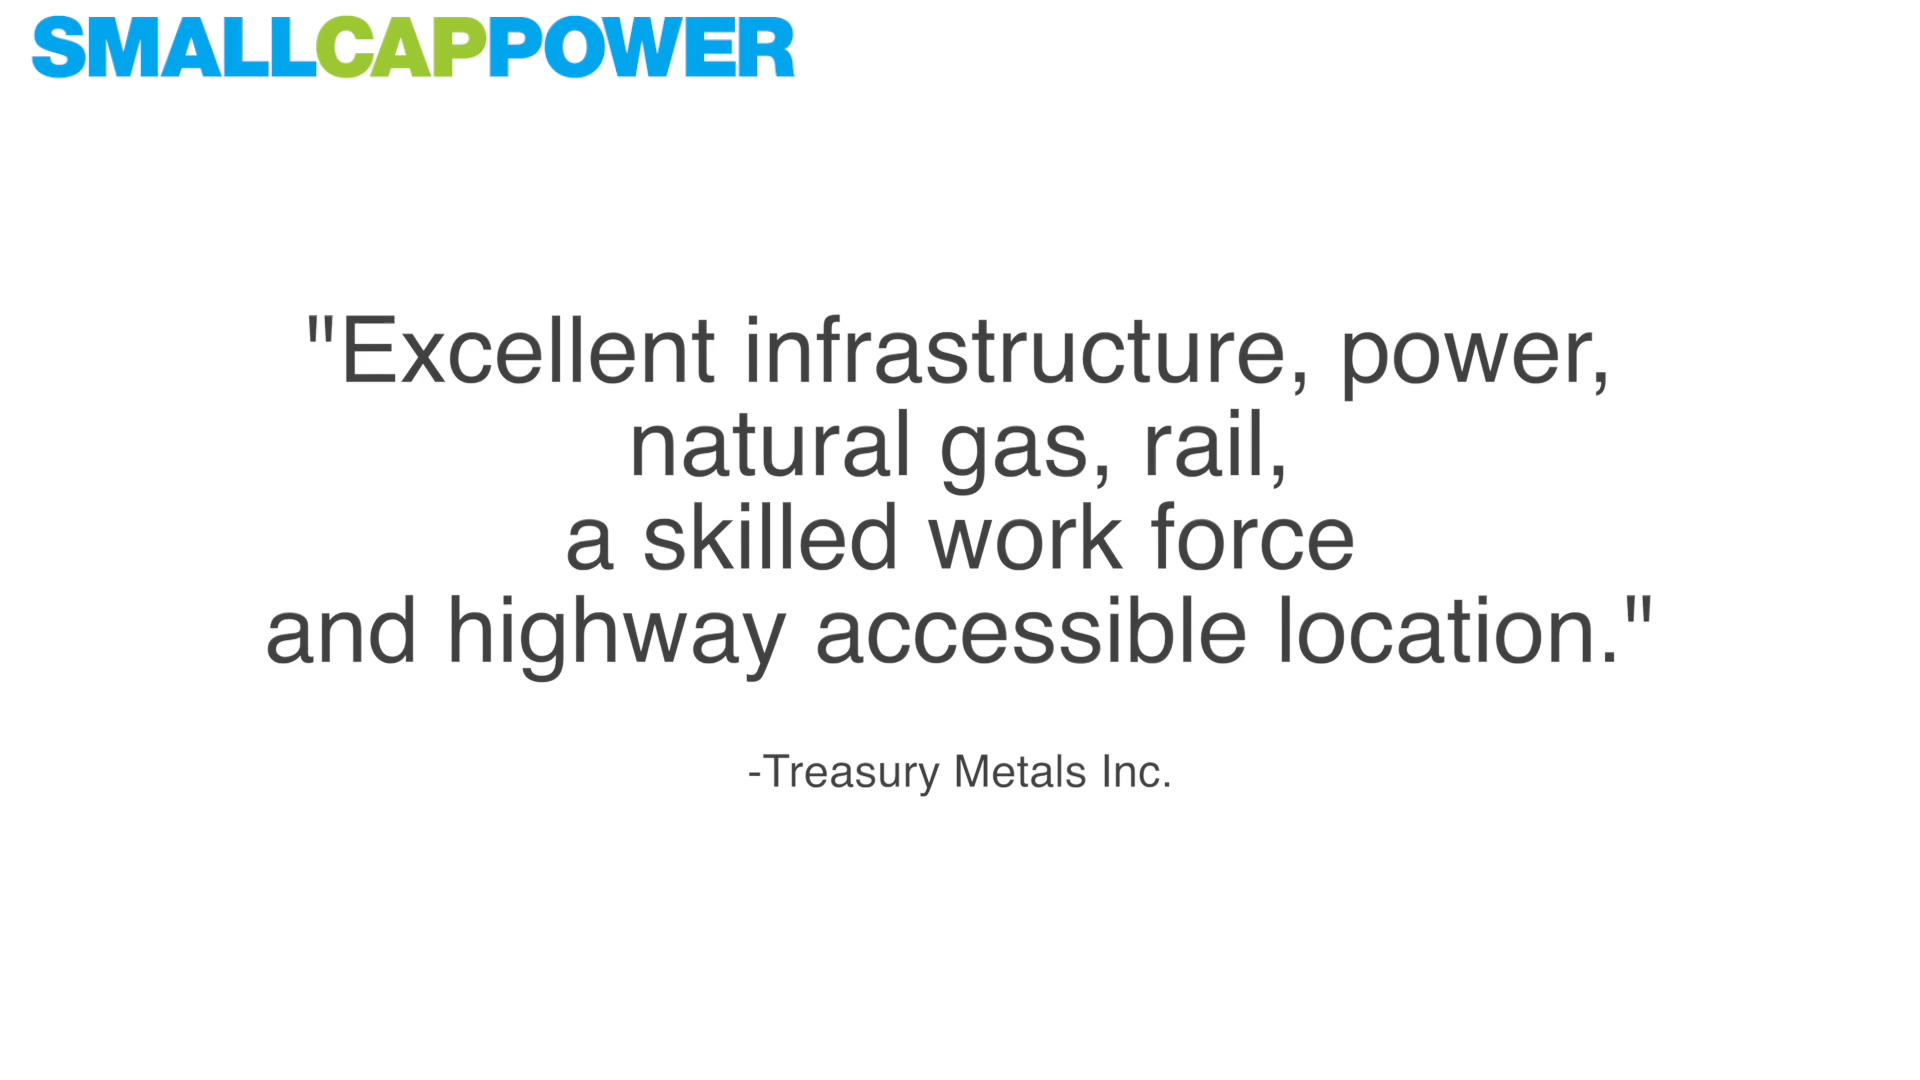 SMALLCAPPOWER
"Excellent infrastructure, power,
natural gas, rail,
a skilled work force
and highway accessible location."
-Treasury Metals Inc.